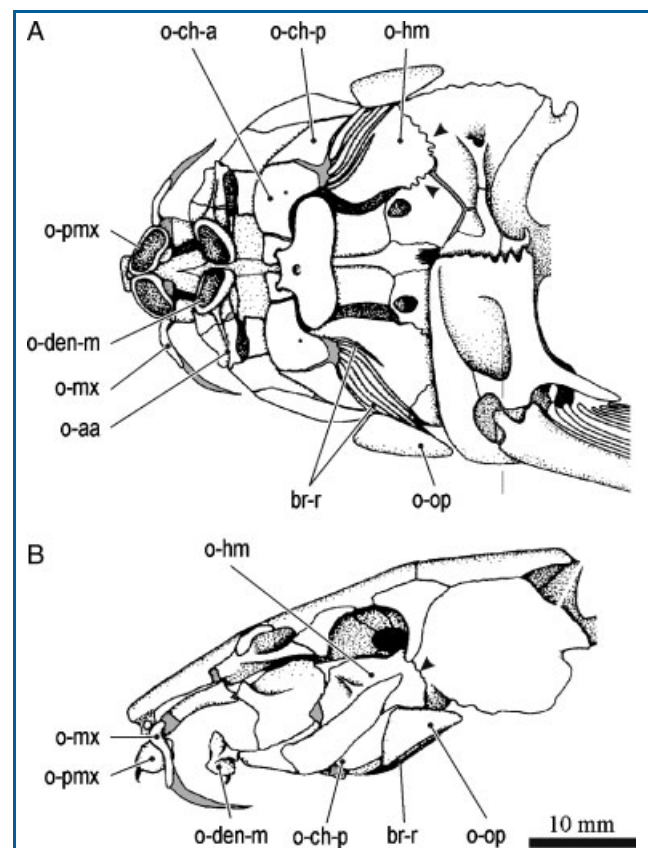 A
o-ch-a o-ch-p o-hm
o-pmx
o-den-m
o-mx
o-aa
br-r o-op
B
o-hm
o-mx
o-pmx
o-den-m o-ch-p br-r o-op
10 mm